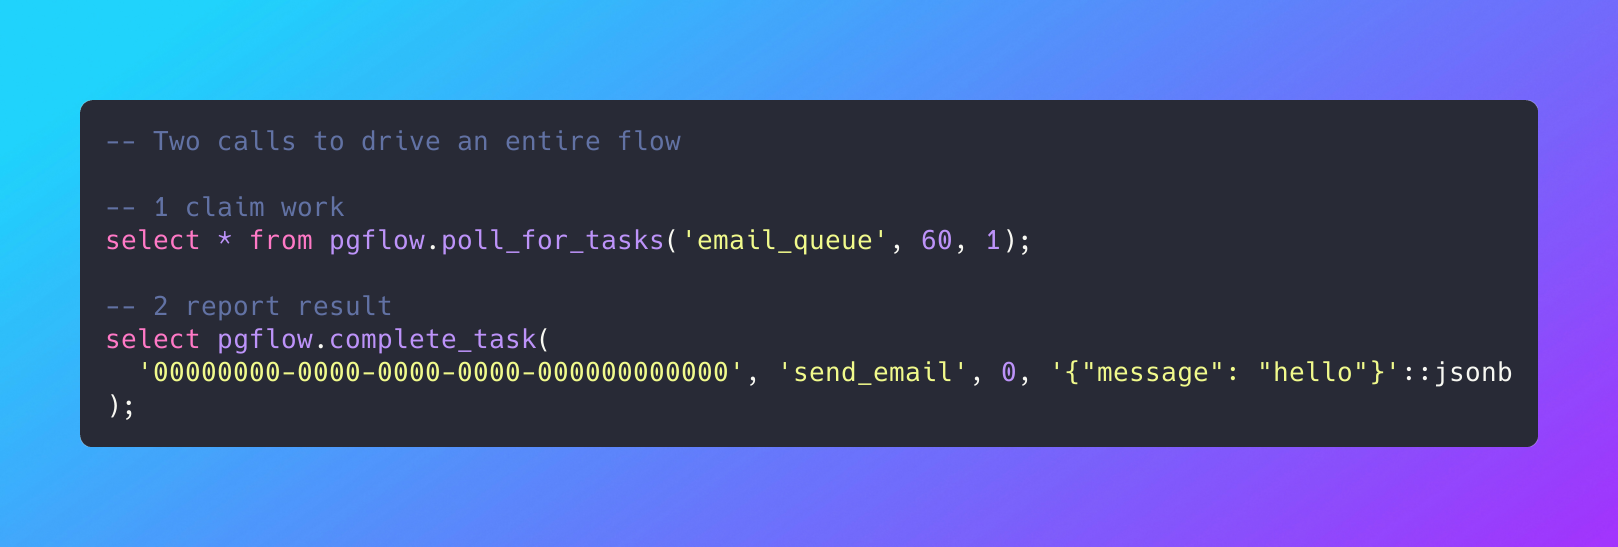 -- Two calls to drive an entire flow
-- 1 claim work
select * from pgflow.poll_for_tasks('email_queue', 60, 1);
-- 2 report result
select pgflow.complete_task(
'00000000-0000-0000-0000-000000000000', 'send_email', 0, '{"message": "hello"}'::jsonb
);